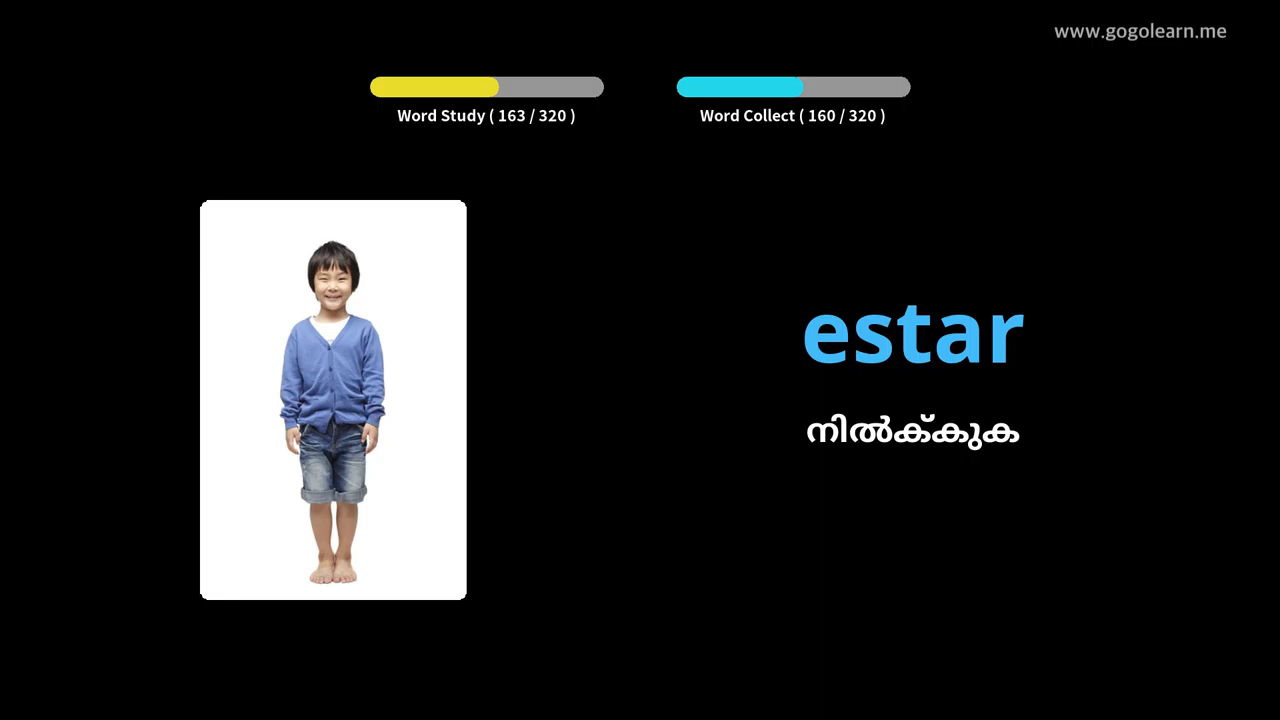 www.gogolearn.me
Word Study ( 163 / 320 )
Word Collect ( 160 / 320 )
estar
നിൽക്കുക